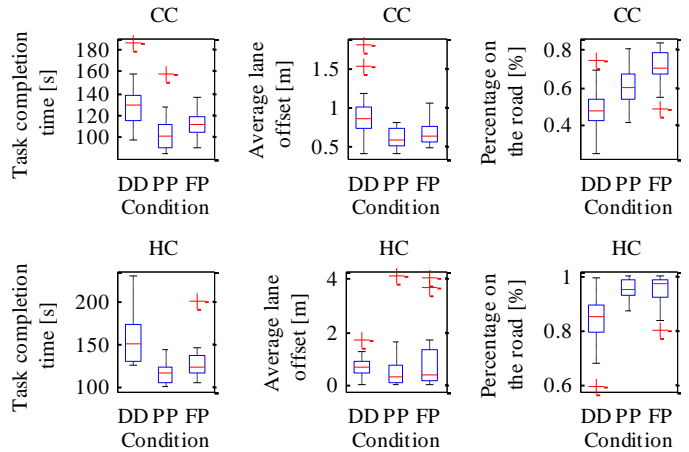 CC
Task completion
time [s]
180
160
140
120
100
DD PP FP
Condition
CC
Average lane
offset [m]
1.5
1
0.5
DD PP FP
Condition
CC
Percentage on
the road [%]
0.8
0.6
0.4
DD PP FP
Condition
HC
Task completion
time [s]
200
150
100
DD PP FP
Condition
HC
Average lane
offset [m]
4
2
0
DD PP FP
Condition
HC
Percentage on
the road [%]
1
0.8
0.6
DD PP FP
Condition